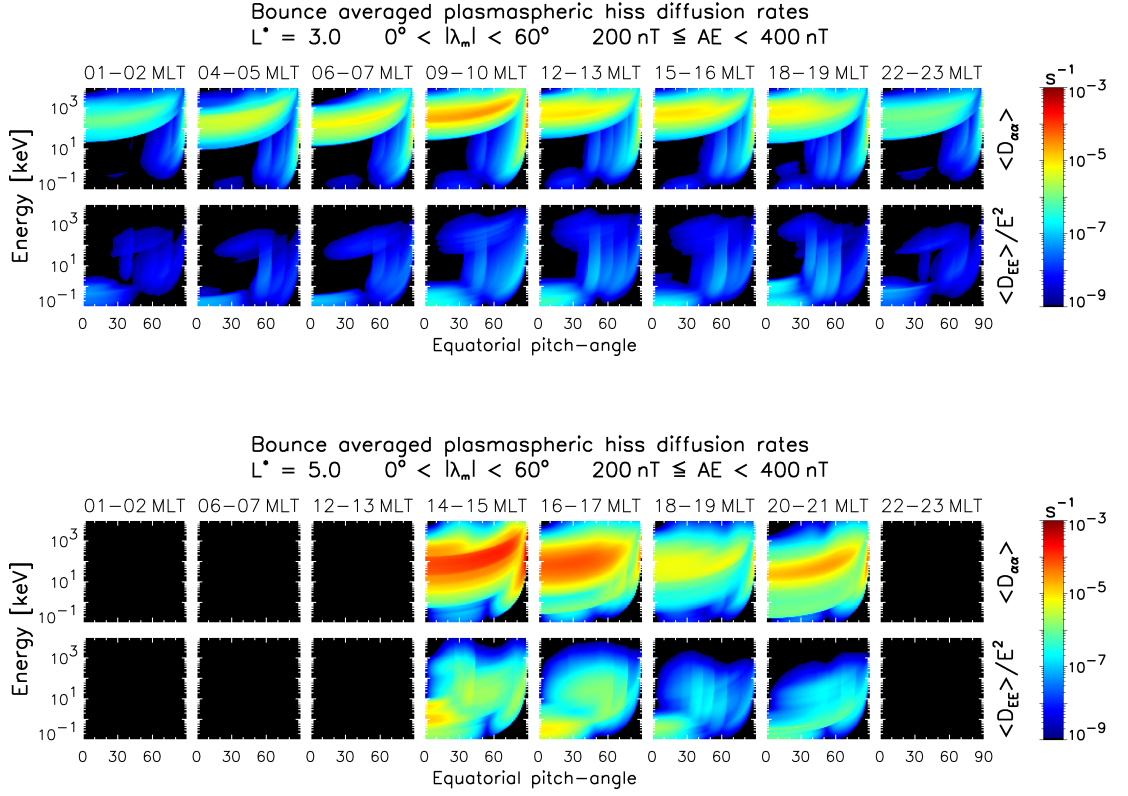 Bounce averaged plasmaspheric hiss diffusion rates
L* = 3.0 0° < |λm| < 60° 200 nT ≦ AE < 400 nT
01−02 MLT 04−05 MLT 06−07 MLT 09−10 MLT 12−13 MLT 15−16 MLT 18−19 MLT 22−23 MLT
s⁻¹
Energy [keV]
10³
10¹
10⁻¹
<Dαα>
10³
10¹
10⁻¹
<DEE>/E²
10⁻³
10⁻⁵
10⁻⁷
10⁻⁹
0 30 60 0 30 60 0 30 60 0 30 60 0 30 60 0 30 60 0 30 60 0 30 60 90
Equatorial pitch−angle
Bounce averaged plasmaspheric hiss diffusion rates
L* = 5.0 0° < |λm| < 60° 200 nT ≦ AE < 400 nT
01−02 MLT 06−07 MLT 12−13 MLT 14−15 MLT 16−17 MLT 18−19 MLT 20−21 MLT 22−23 MLT
s⁻¹
Energy [keV]
10³
10¹
10⁻¹
<Dαα>
10³
10¹
10⁻¹
<DEE>/E²
10⁻³
10⁻⁵
10⁻⁷
10⁻⁹
0 30 60 0 30 60 0 30 60 0 30 60 0 30 60 0 30 60 0 30 60 0 30 60 90
Equatorial pitch−angle